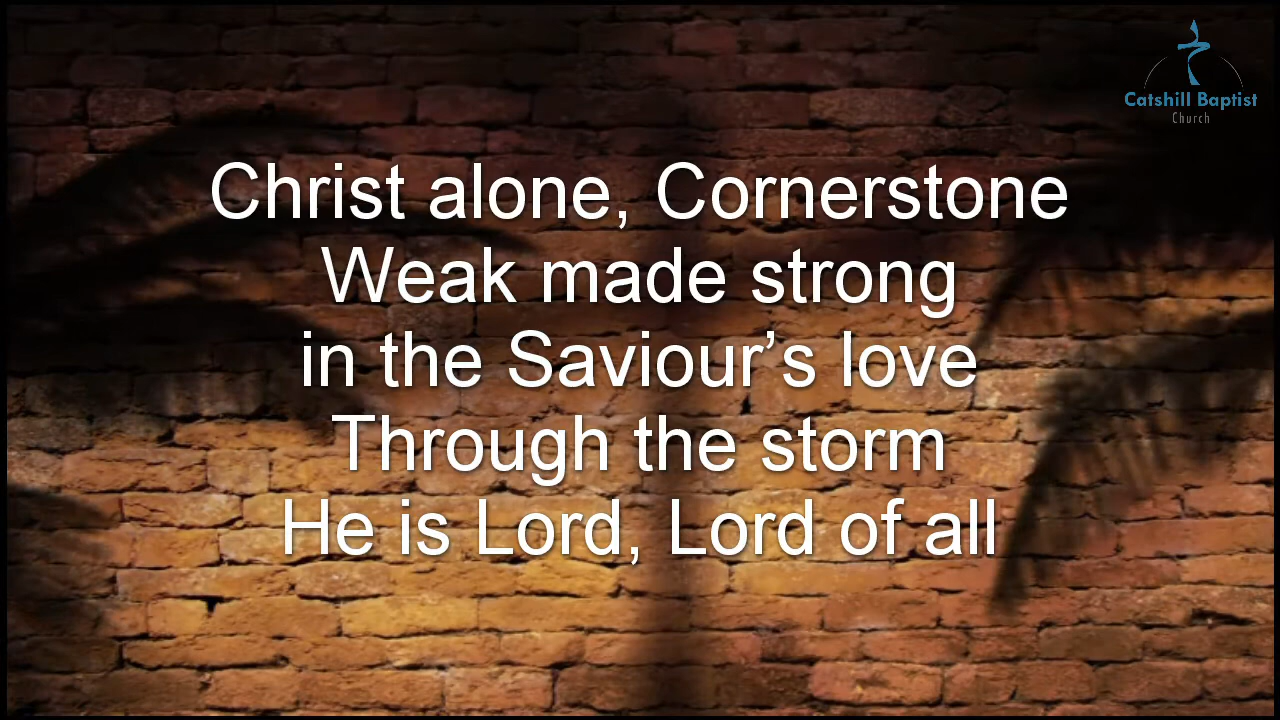 Catshill Baptist
Church
Christ alone, Cornerstone
Weak made strong
in the Saviour’s love
Through the storm
He is Lord, Lord of all